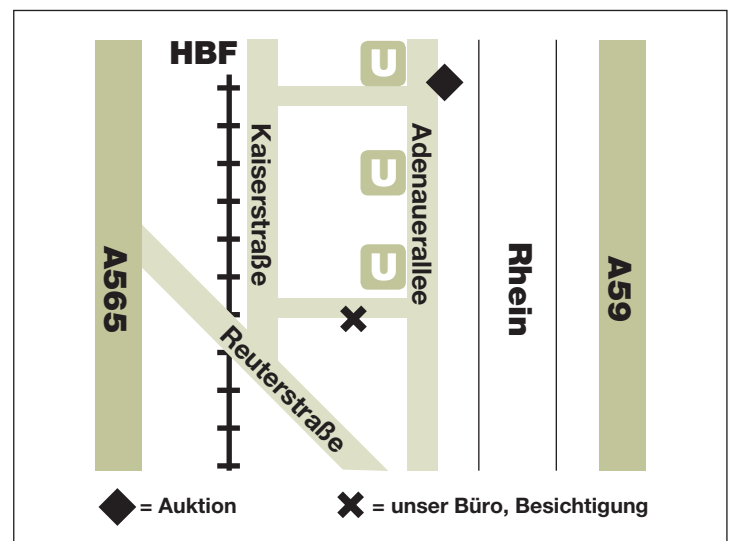 HBF
U
Kaiserstraße
Adenauerallee
U
U
A565
Rhein
A59
Reuterstraße
= Auktion
= unser Büro, Besichtigung